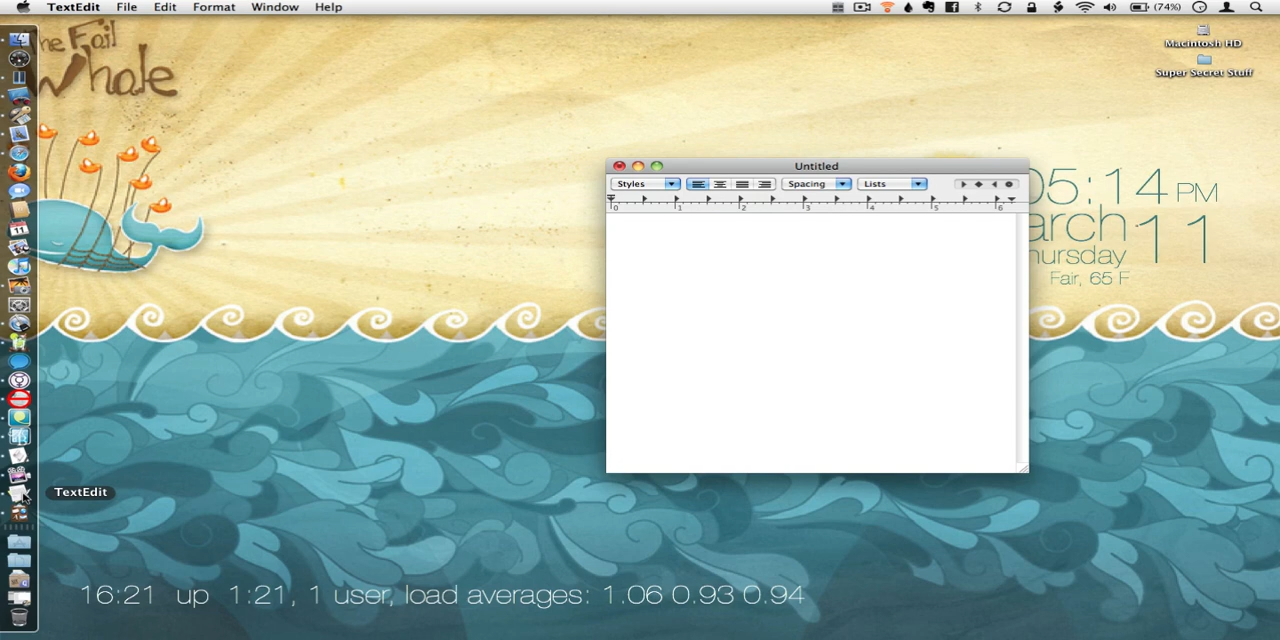 TextEdit File Edit Format Window Help (74%)
The Fail
Whale
Macintosh HD
Super Secret Stuff
Untitled
Styles Spacing Lists
0 1 2 3 4 5 6
05:14 PM
arch 11
hursday
Fair, 65 F
11
TextEdit
16:21 up 1:21, 1 user, load averages: 1.06 0.93 0.94